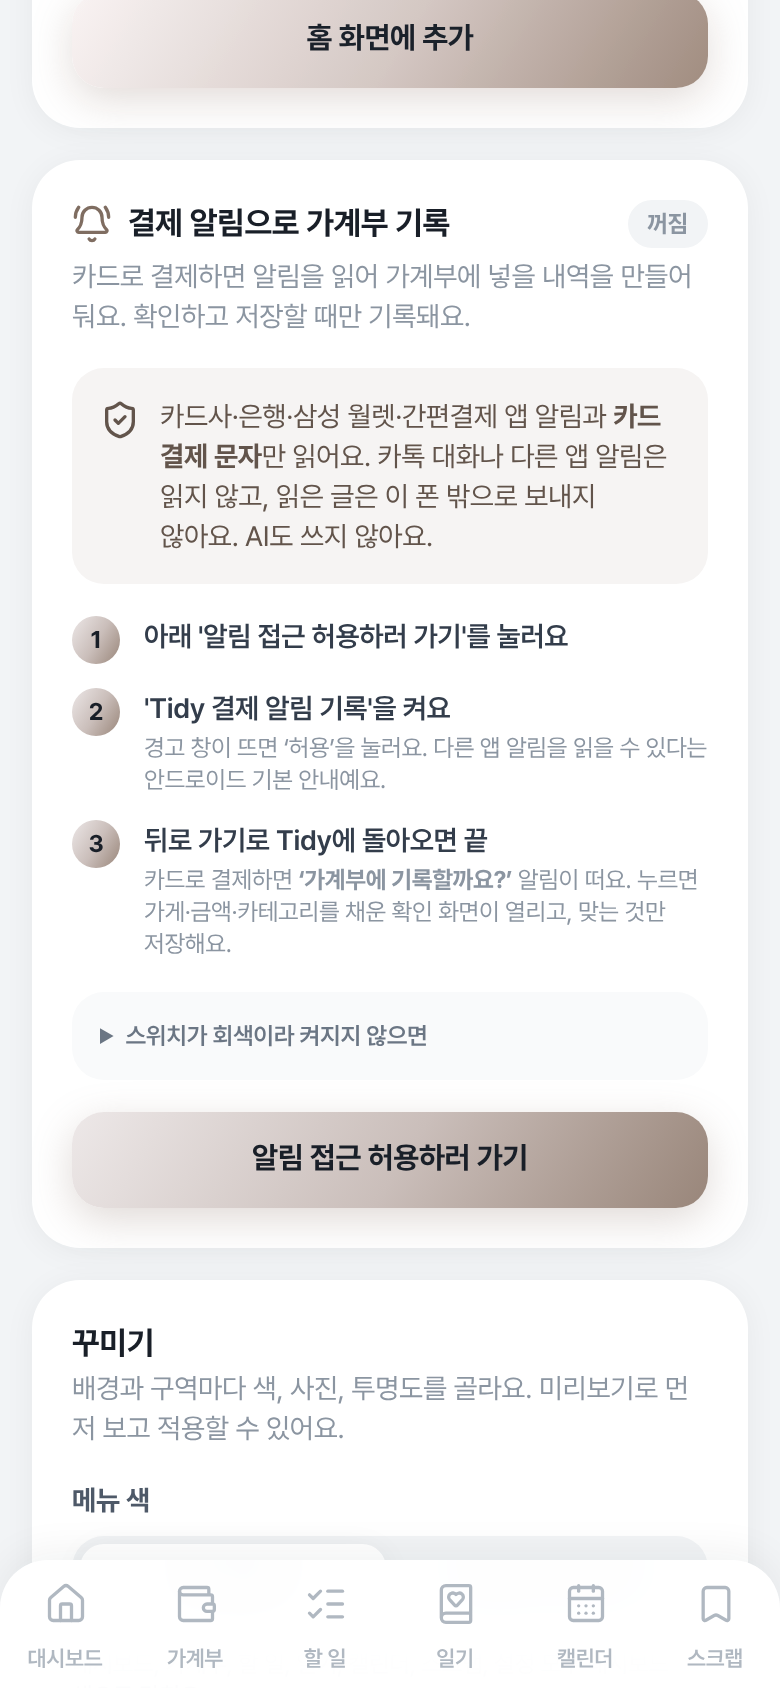 홈 화면에 추가
결제 알림으로 가계부 기록
꺼짐
카드로 결제하면 알림을 읽어 가계부에 넣을 내역을 만들어
둬요. 확인하고 저장할 때만 기록돼요.
카드사·은행·삼성 월렛·간편결제 앱 알림과 카드
결제 문자만 읽어요. 카톡 대화나 다른 앱 알림은
읽지 않고, 읽은 글은 이 폰 밖으로 보내지
않아요. AI도 쓰지 않아요.
1 아래 '알림 접근 허용하러 가기'를 눌러요
2 'Tidy 결제 알림 기록'을 켜요
경고 창이 뜨면 ‘허용’을 눌러요. 다른 앱 알림을 읽을 수 있다는
안드로이드 기본 안내예요.
3 뒤로 가기로 Tidy에 돌아오면 끝
카드로 결제하면 ‘가계부에 기록할까요?’ 알림이 떠요. 누르면
가게·금액·카테고리를 채운 확인 화면이 열리고, 맞는 것만
저장해요.
▶ 스위치가 회색이라 켜지지 않으면
알림 접근 허용하러 가기
꾸미기
배경과 구역마다 색, 사진, 투명도를 골라요. 미리보기로 먼
저 보고 적용할 수 있어요.
메뉴 색
대시보드 가계부 할 일 일기 캘린더 스크랩